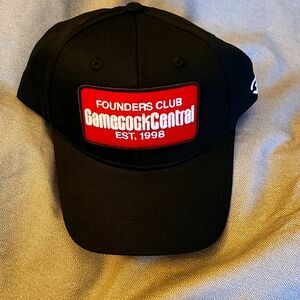 FOUNDERS CLUB
GamecockCentral
EST. 1998